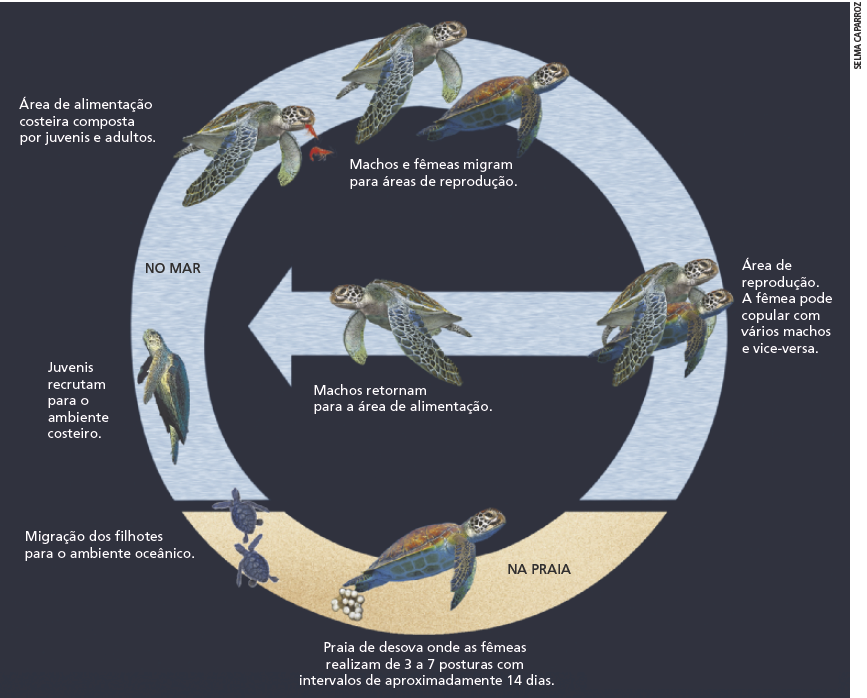 SELMA CAPARROZ
Área de alimentação
costeira composta
por juvenis e adultos.
Machos e fêmeas migram
para áreas de reprodução.
NO MAR
Área de
reprodução.
A fêmea pode
copular com
vários machos
e vice-versa.
Machos retornam
para a área de alimentação.
Juvenis
recrutam
para o
ambiente
costeiro.
Migração dos filhotes
para o ambiente oceânico.
NA PRAIA
Praia de desova onde as fêmeas
realizam de 3 a 7 posturas com
intervalos de aproximadamente 14 dias.